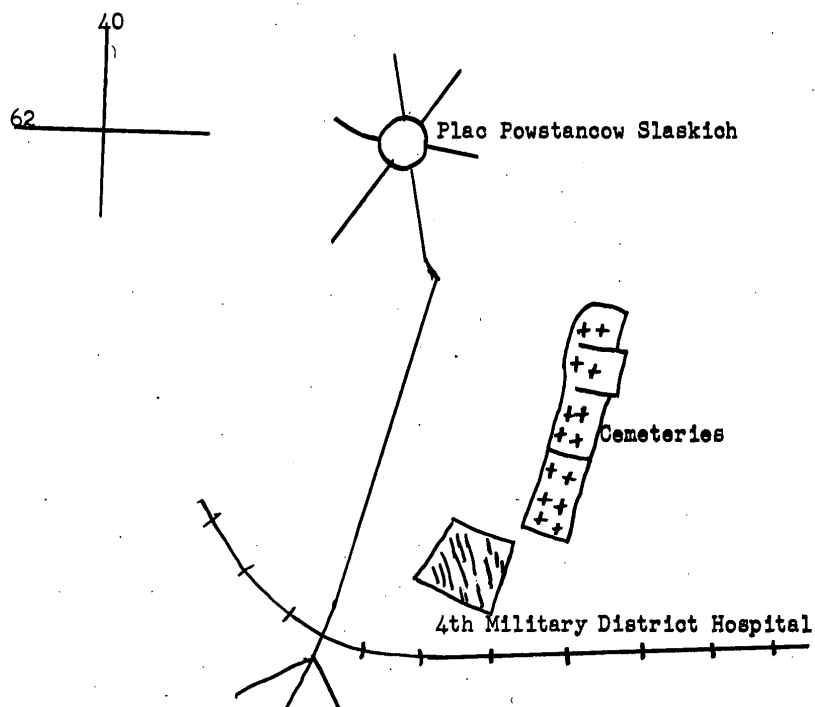 40
62
Plac Powstancow Slaskich
Cemeteries
4th Military District Hospital